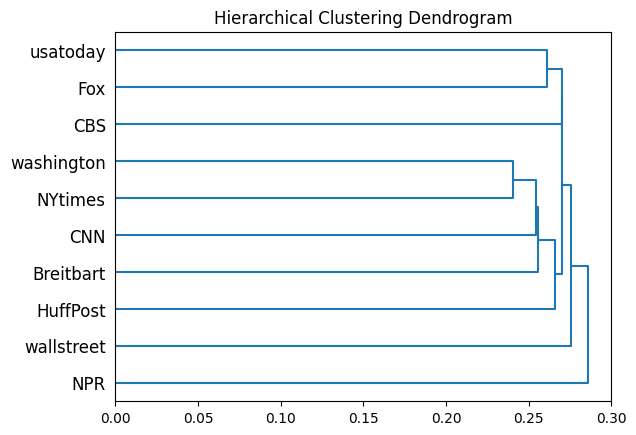 Hierarchical Clustering Dendrogram
usatoday
Fox
CBS
washington
NYtimes
CNN
Breitbart
HuffPost
wallstreet
NPR
0.00 0.05 0.10 0.15 0.20 0.25 0.30